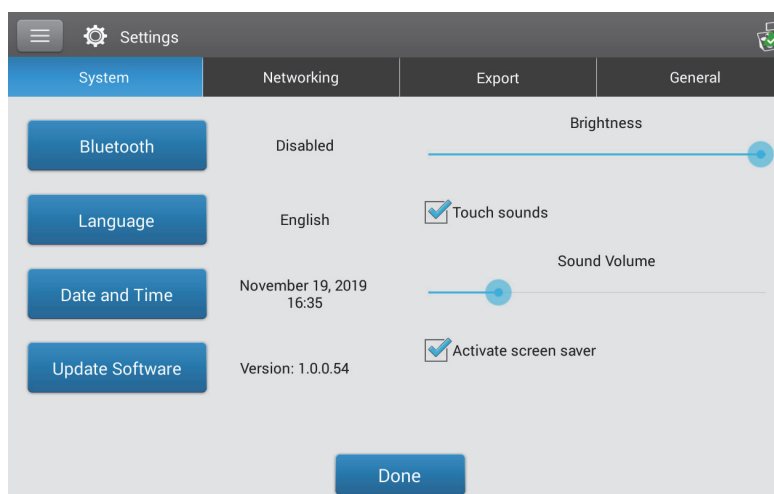 Settings
System Networking Export General
Bluetooth Disabled Brightness
Language English Touch sounds
Date and Time November 19, 2019
16:35
Sound Volume
Update Software Version: 1.0.0.54 Activate screen saver
Done